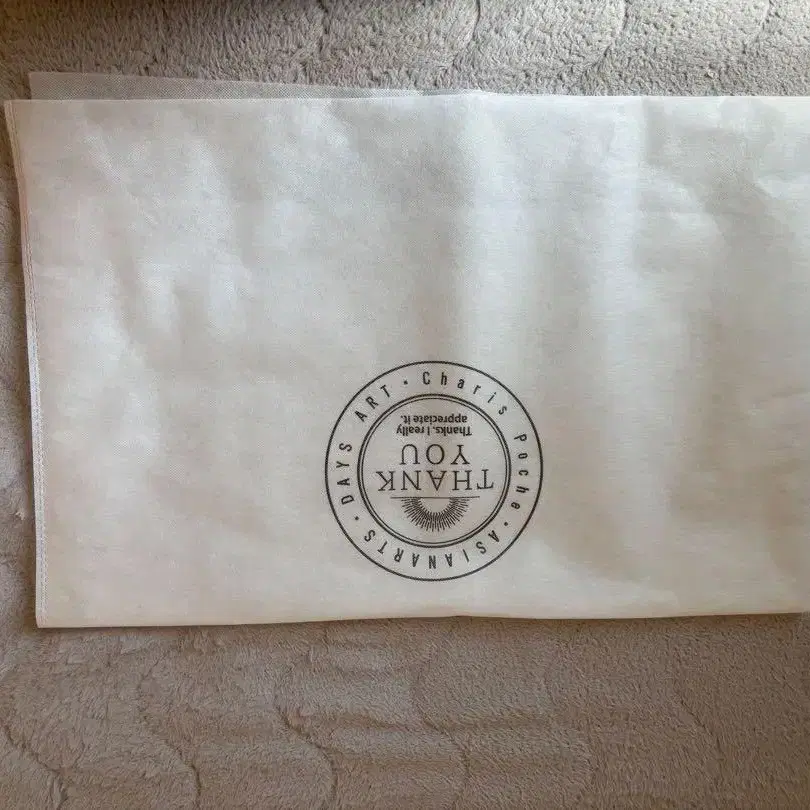 DAYS ART • Charis Poche • ASIANARTS •
THANK
YOU
Thanks, I really
appreciate it.